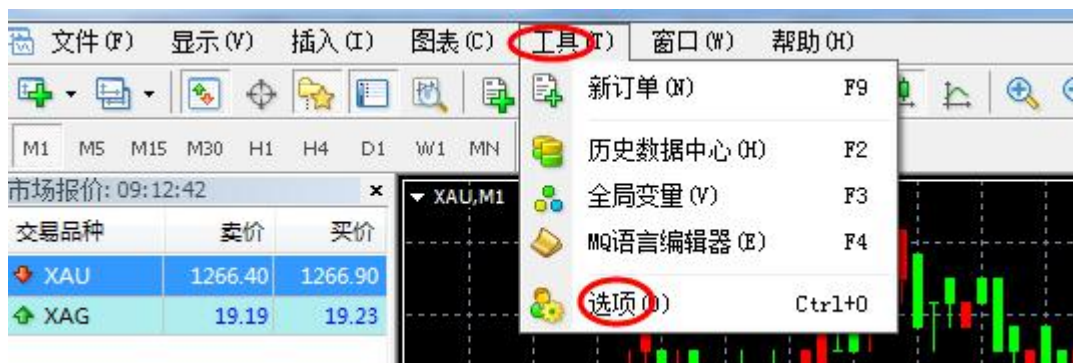 文件(F) 显示(V) 插入(I) 图表(C) 工具(T) 窗口(W) 帮助(H)
新订单(N) F9
M1 M5 M15 M30 H1 H4 D1 W1 MN
历史数据中心(H) F2
市场报价: 09:12:42
XAU,M1
全局变量(V) F3
交易品种 卖价 买价
MQ语言编辑器(E) F4
XAU 1266.40 1266.90
选项(O) Ctrl+O
XAG 19.19 19.23